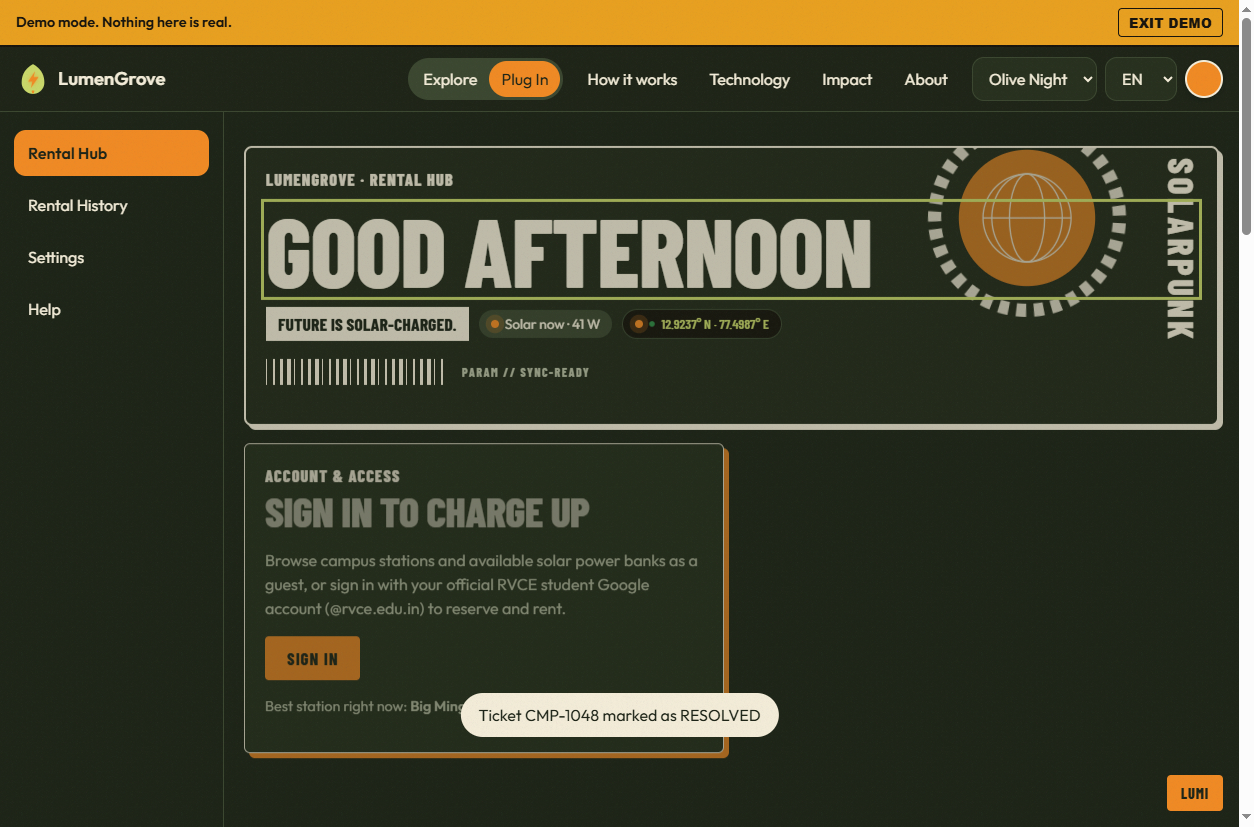 Demo mode. Nothing here is real.
EXIT DEMO
LumenGrove
Explore
Plug In
How it works
Technology
Impact
About
Olive Night
EN
Rental Hub
Rental History
Settings
Help
LUMENGROVE · RENTAL HUB
GOOD AFTERNOON
SOLARPUNK
FUTURE IS SOLAR-CHARGED.
Solar now · 41 W
12.9237° N · 77.4987° E
PARAM // SYNC-READY
ACCOUNT & ACCESS
SIGN IN TO CHARGE UP
Browse campus stations and available solar power banks as a
guest, or sign in with your official RVCE student Google
account (@rvce.edu.in) to reserve and rent.
SIGN IN
Best station right now: Big
Ticket CMP-1048 marked as RESOLVED
LUMI